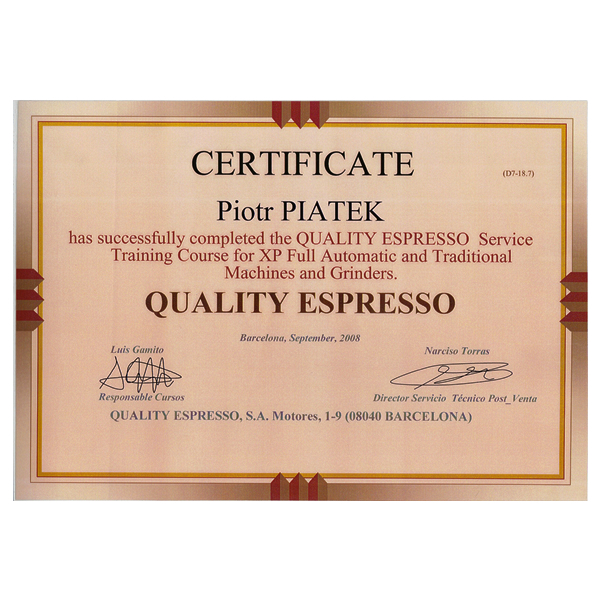 CERTIFICATE
(D7-18.7)
Piotr PIATEK
has successfully completed the QUALITY ESPRESSO Service
Training Course for XP Full Automatic and Traditional
Machines and Grinders.
QUALITY ESPRESSO
Barcelona, September, 2008
Luis Gamito
Narciso Torras
Responsable Cursos
Director Servicio Técnico Post_Venta
QUALITY ESPRESSO, S.A. Motores, 1-9 (08040 BARCELONA)